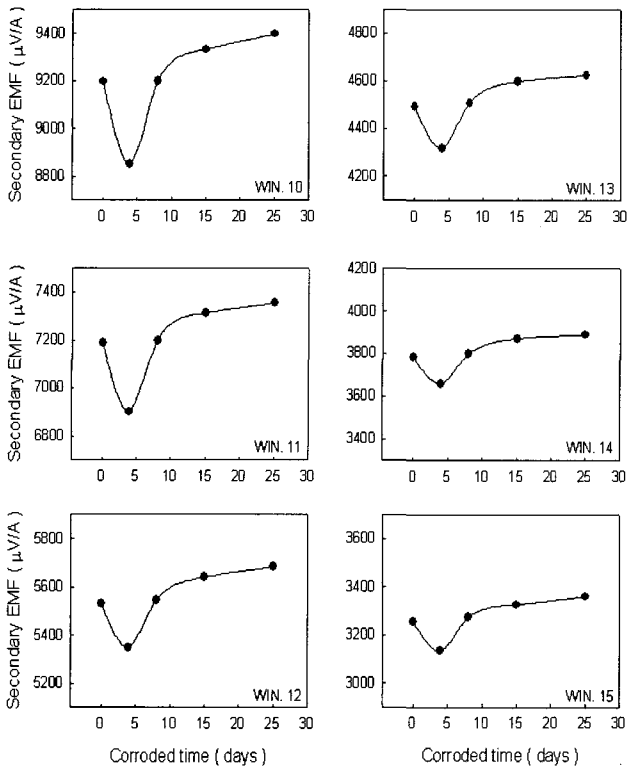 Secondary EMF ( μV/A )
9400
9200
9000
8800
WIN. 10
0 5 10 15 20 25 30
4800
4600
4400
4200
WIN. 13
0 5 10 15 20 25 30
Secondary EMF ( μV/A )
7400
7200
7000
6800
WIN. 11
0 5 10 15 20 25 30
4200
4000
3800
3600
3400
WIN. 14
0 5 10 15 20 25 30
Secondary EMF ( μV/A )
5800
5600
5400
5200
WIN. 12
0 5 10 15 20 25 30
Corroded time ( days )
3600
3400
3200
3000
WIN. 15
0 5 10 15 20 25 30
Corroded time ( days )